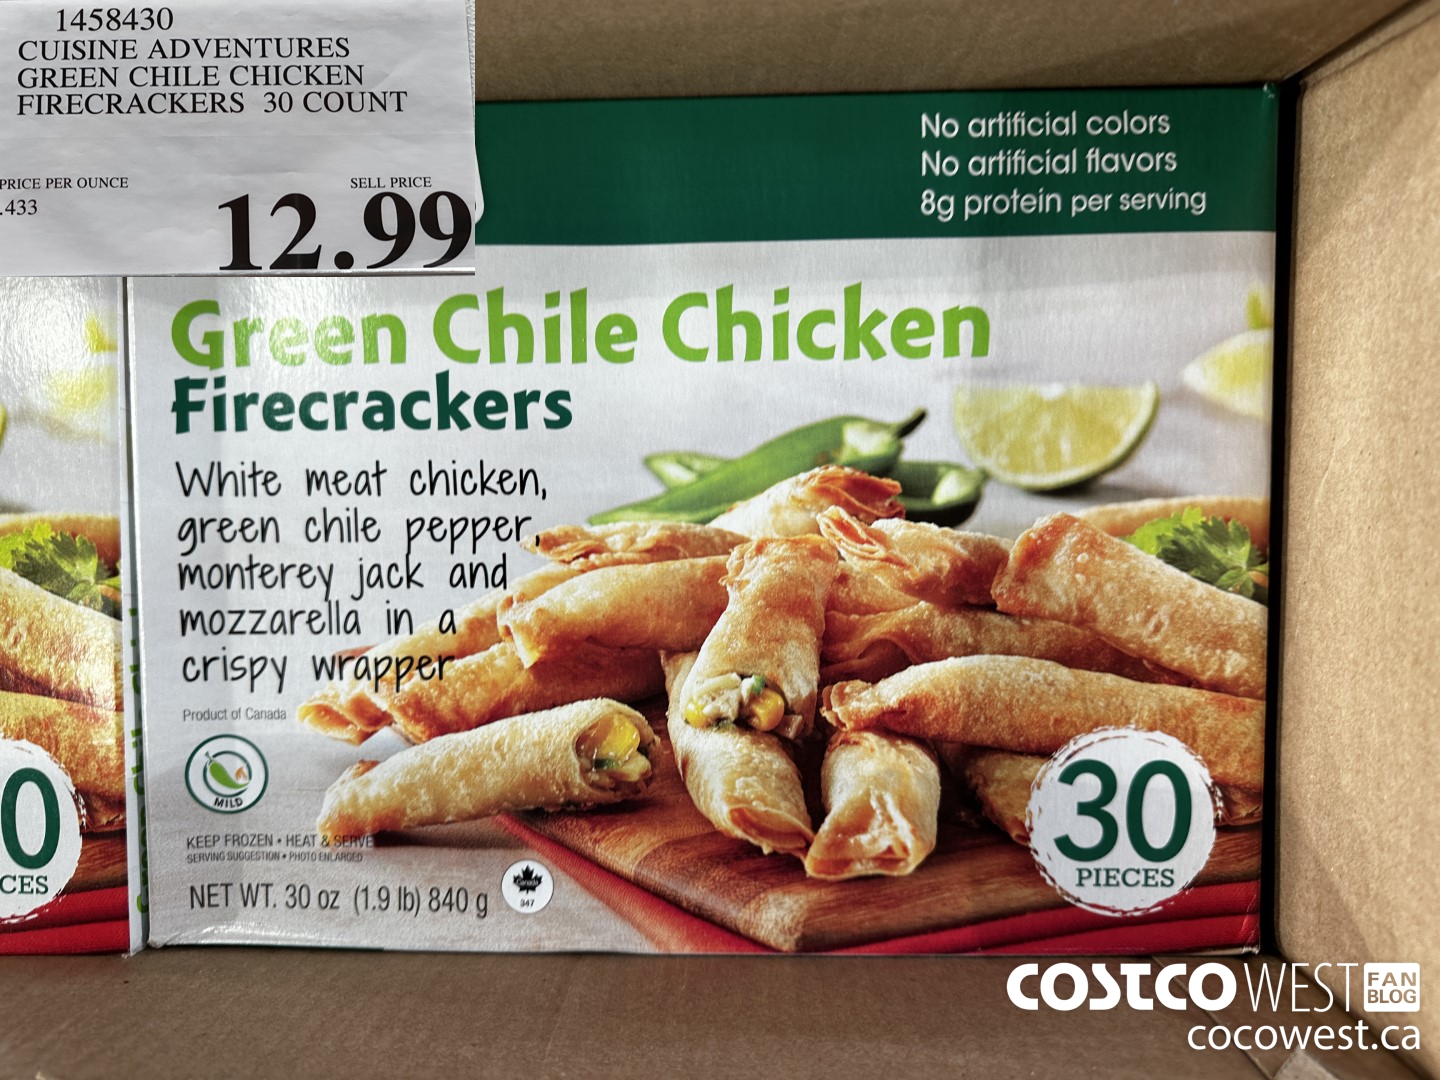 1458430
CUISINE ADVENTURES
GREEN CHILE CHICKEN
FIRECRACKERS 30 COUNT
PRICE PER OUNCE
.433
SELL PRICE
12.99
No artificial colors
No artificial flavors
8g protein per serving
Green Chile Chicken
Firecrackers
White meat chicken,
green chile pepper,
monterey jack and
mozzarella in a
crispy wrapper
Product of Canada
MILD
KEEP FROZEN • HEAT & SERVE
SERVING SUGGESTION • PHOTO ENLARGED
NET WT. 30 oz (1.9 lb) 840 g
Canada
347
30
PIECES
0
CES
COSTCO WEST FAN BLOG
cocowest.ca